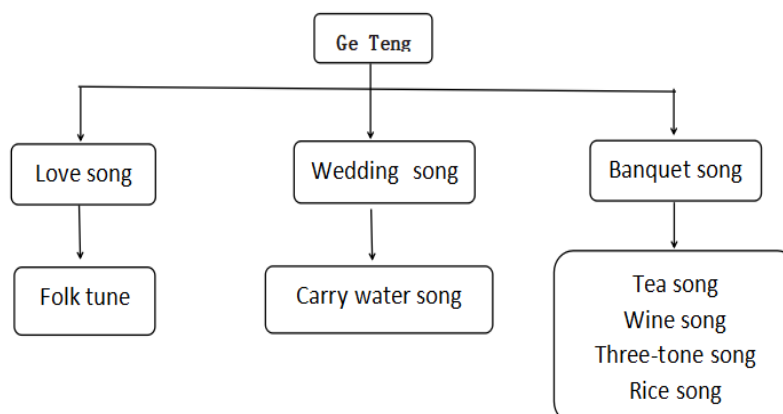 Ge Teng
Love song
Wedding song
Banquet song
Folk tune
Carry water song
Tea song
Wine song
Three-tone song
Rice song